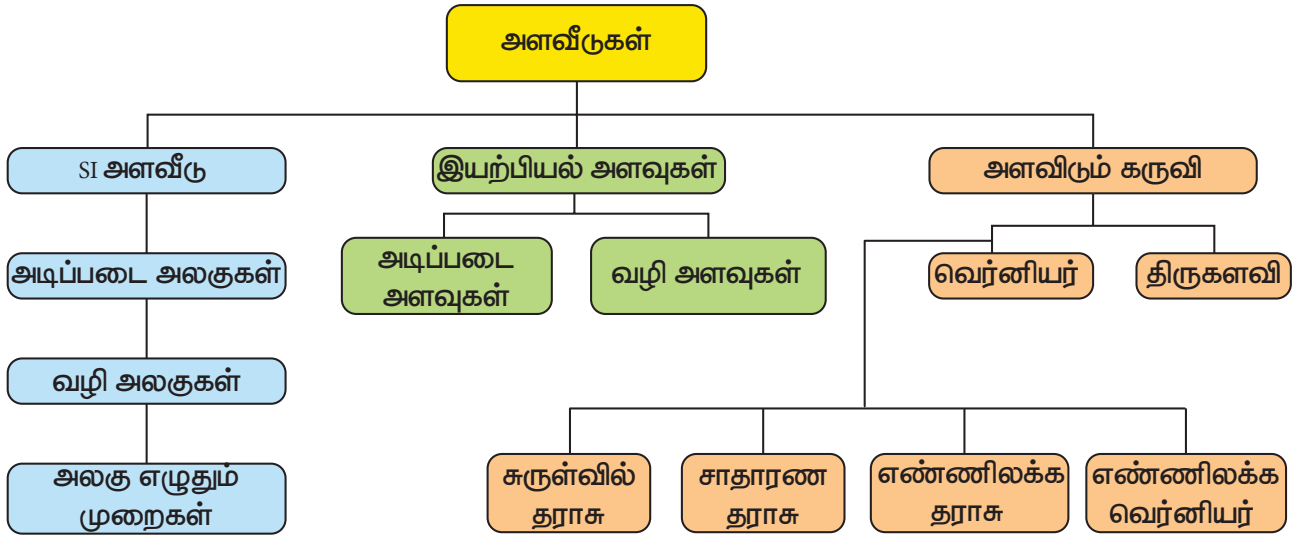 அளவீடுகள்
SI அளவீடு
இயற்பியல் அளவுகள்
அளவிடும் கருவி
அடிப்படை அலகுகள்
அடிப்படை
அளவுகள்
வழி அளவுகள்
வெர்னியர்
திருகளவி
வழி அலகுகள்
அலகு எழுதும்
முறைகள்
சுருள்வில்
தராசு
சாதாரண
தராசு
எண்ணிலக்க
தராசு
எண்ணிலக்க
வெர்னியர்